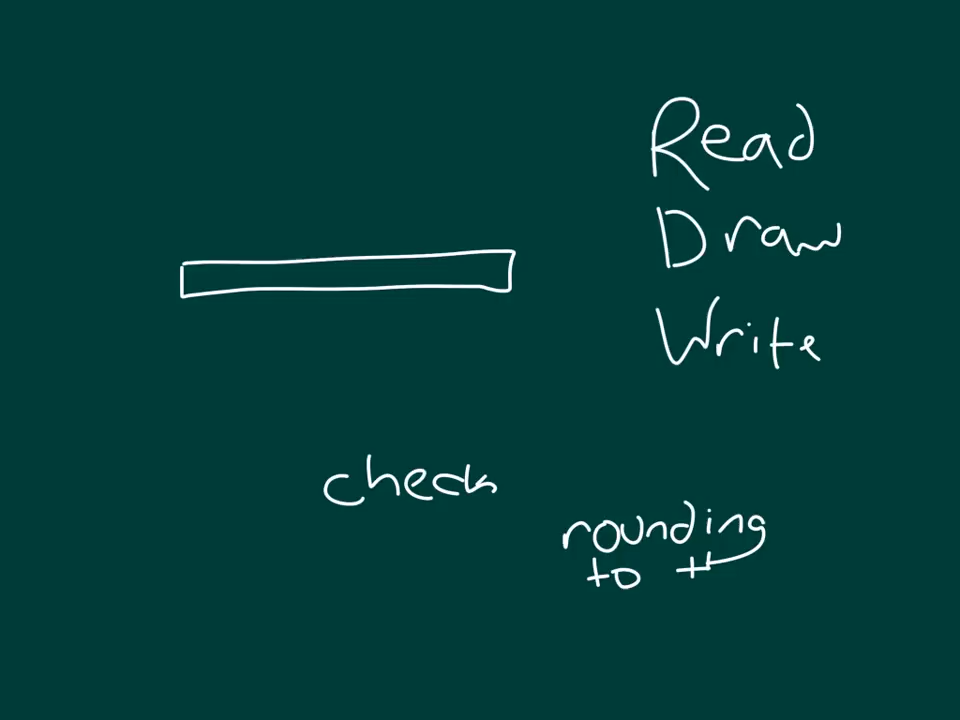 Read
Draw
Write
check
rounding
to t